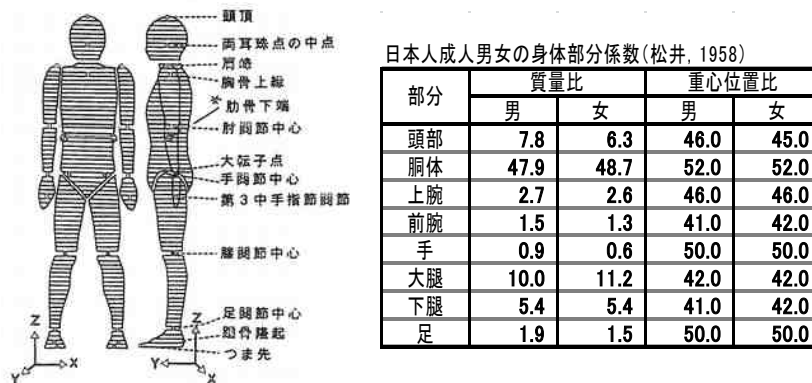 頭頂
両耳珠点の中点
肩峰
胸骨上縁
肋骨下端
肘関節中心
大転子点
手関節中心
第3中手指節関節
膝関節中心
足関節中心
踵骨隆起
つま先
Z
X
Y
Z
Y
X
日本人成人男女の身体部分係数(松井, 1958)
部分 質量比 重心位置比
男 女 男 女
頭部 7.8 6.3 46.0 45.0
胴体 47.9 48.7 52.0 52.0
上腕 2.7 2.6 46.0 46.0
前腕 1.5 1.3 41.0 42.0
手 0.9 0.6 50.0 50.0
大腿 10.0 11.2 42.0 42.0
下腿 5.4 5.4 41.0 42.0
足 1.9 1.5 50.0 50.0